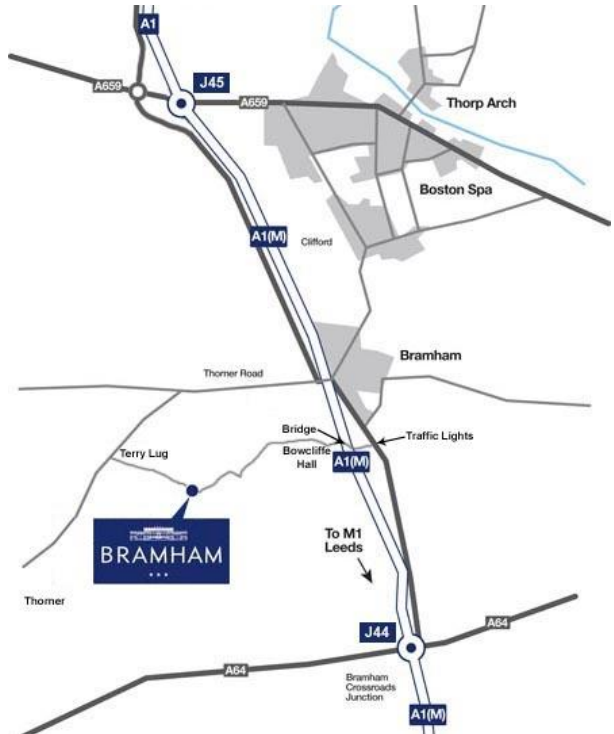 A1
J45
A659
A659
Thorp Arch
Boston Spa
A1(M)
Clifford
Bramham
Thorner Road
Bridge
Traffic Lights
Terry Lug
Bowcliffe
Hall
A1(M)
BRAMHAM
To M1
Leeds
Thorner
J44
A64
A64
Bramham
Crossroads
Junction
A1(M)